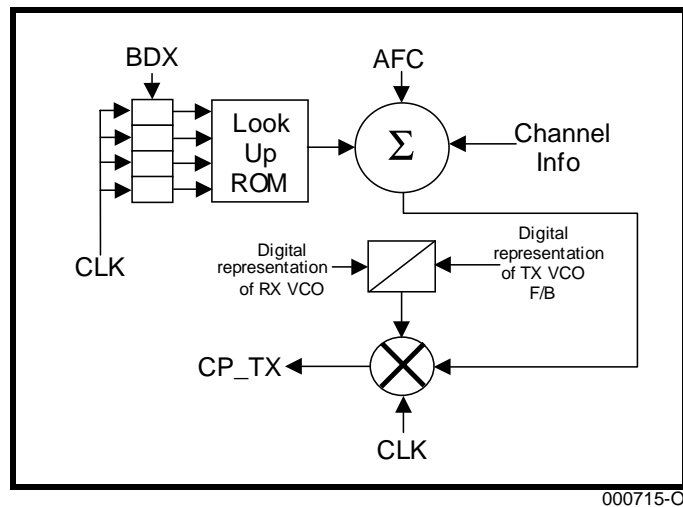 BDX
AFC
Look
Up
ROM
Σ
Channel
Info
CLK
Digital
representation
of RX VCO
Digital
representation
of TX VCO
F/B
CP_TX
CLK
000715-O